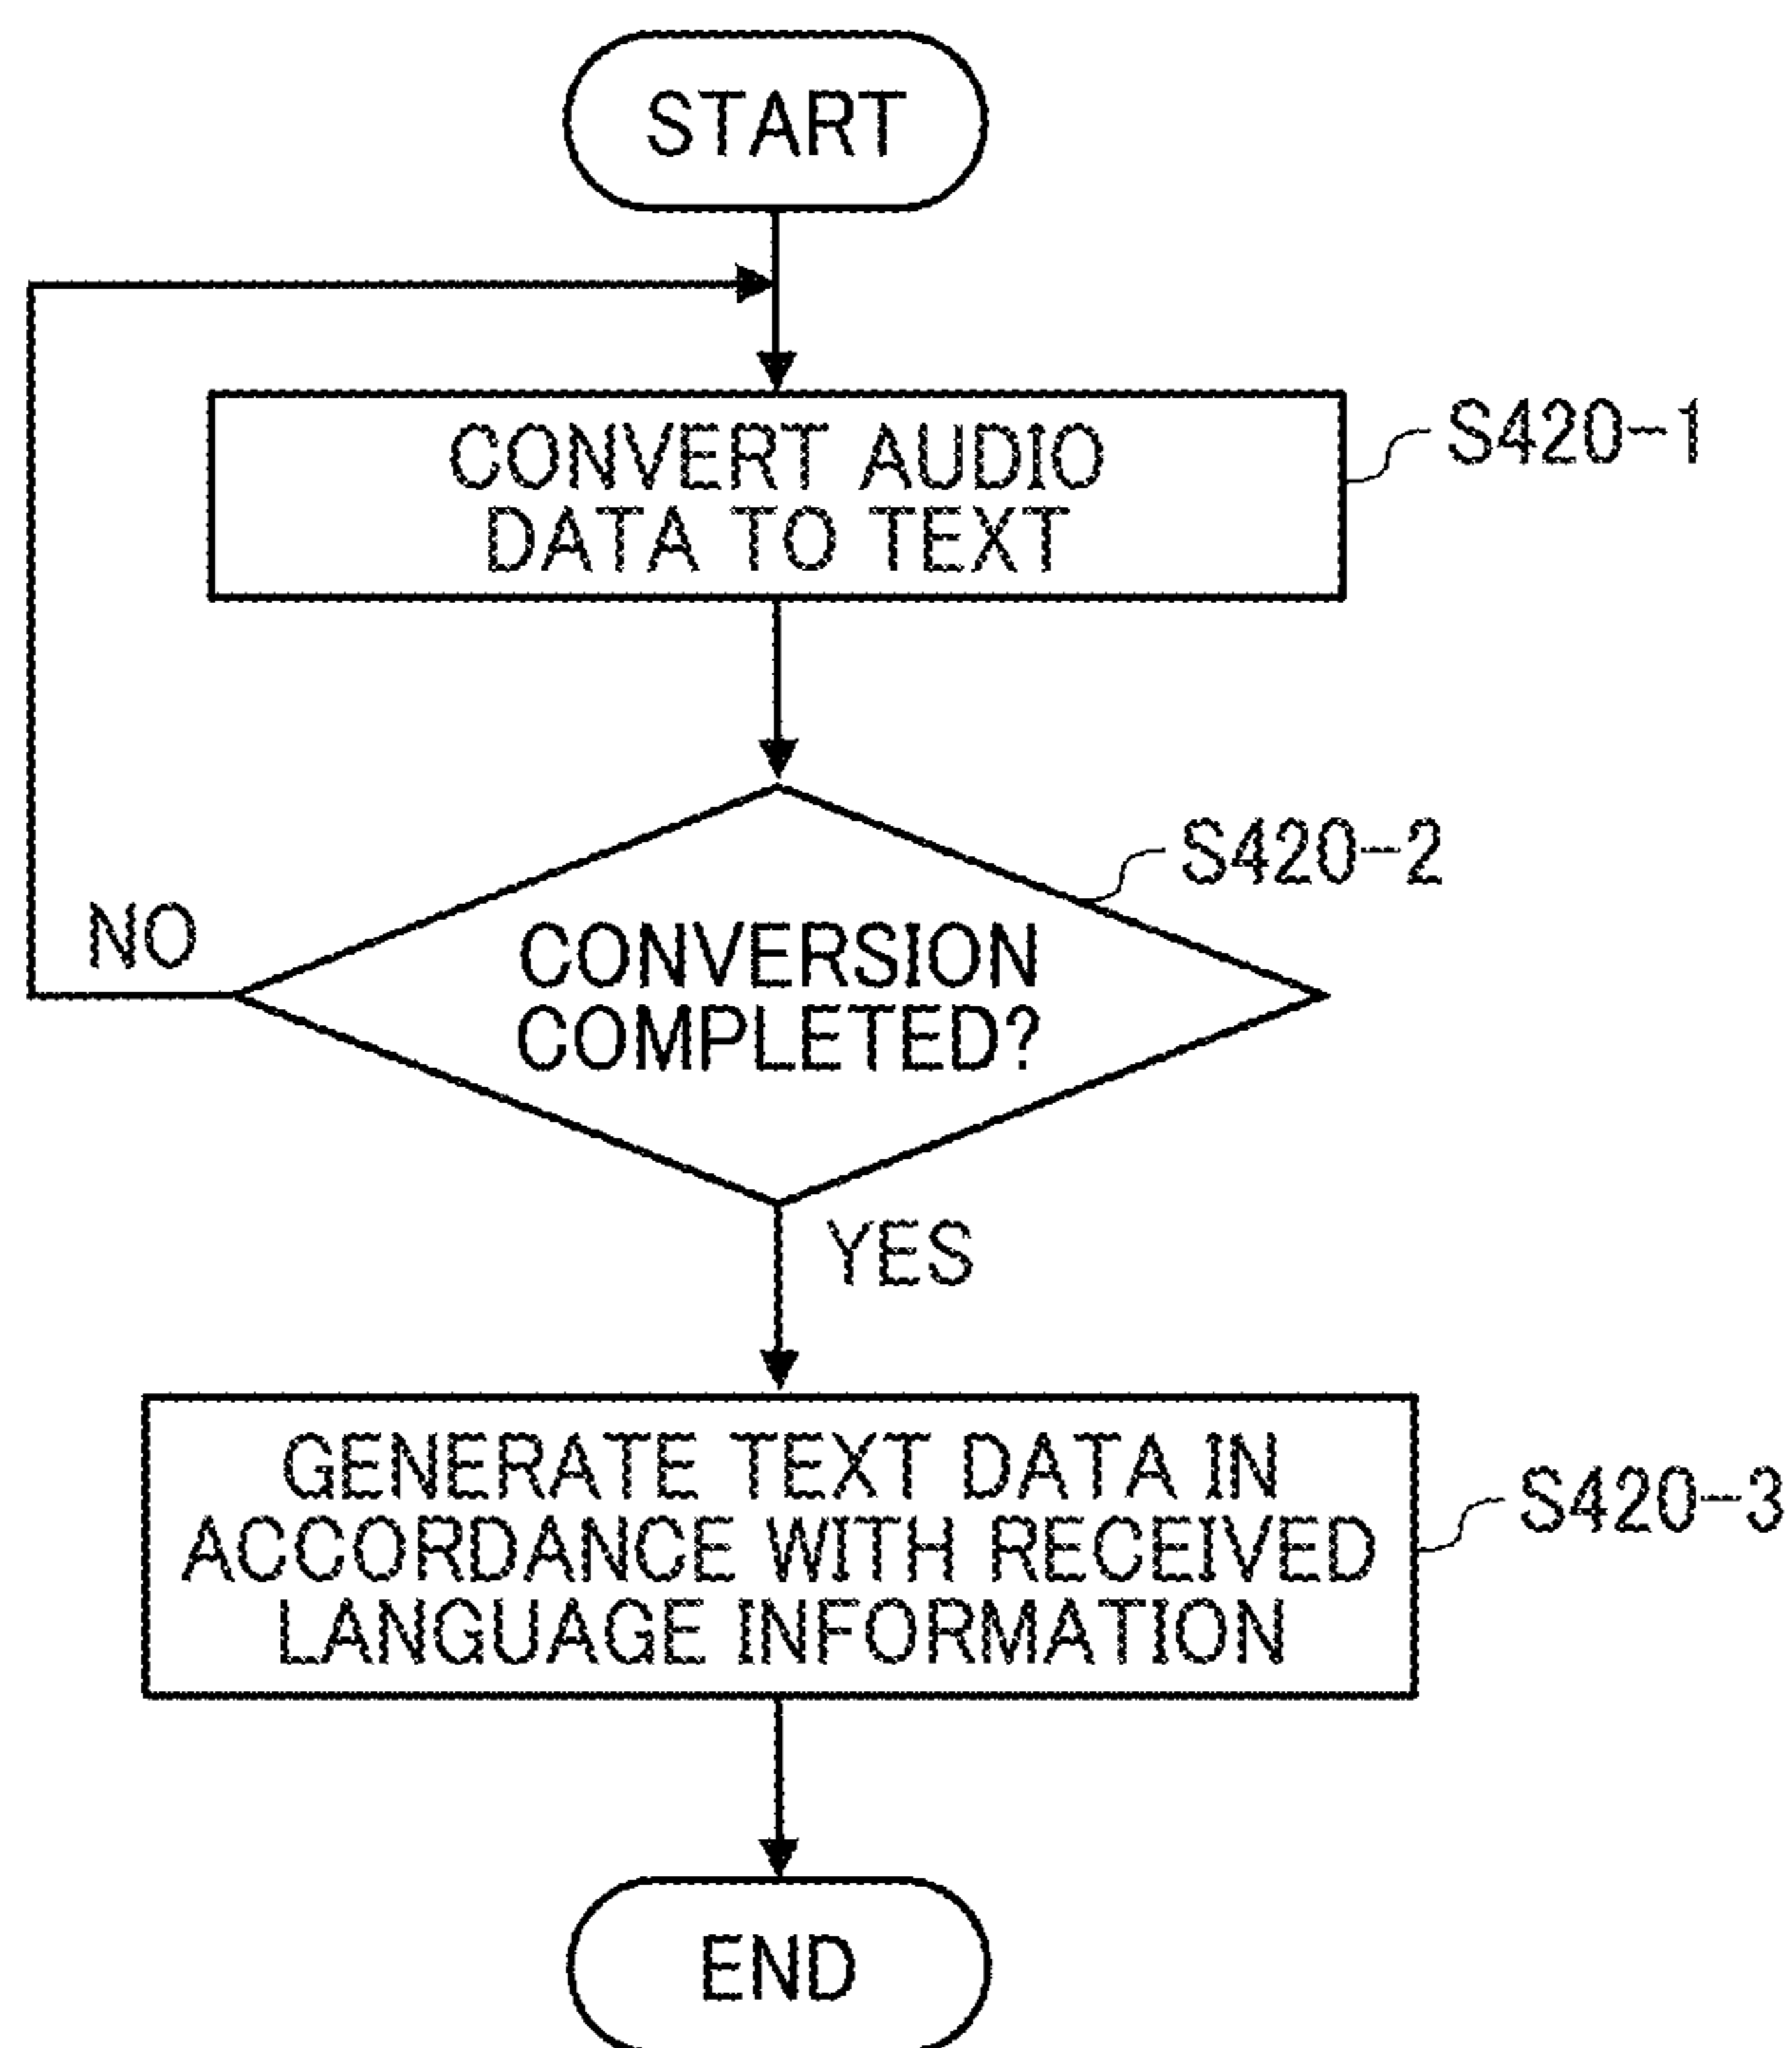 START
CONVERT AUDIO
DATA TO TEXT
S420-1
S420-2
NO
CONVERSION
COMPLETED?
YES
GENERATE TEXT DATA IN
ACCORDANCE WITH RECEIVED
LANGUAGE INFORMATION
S420-3
END